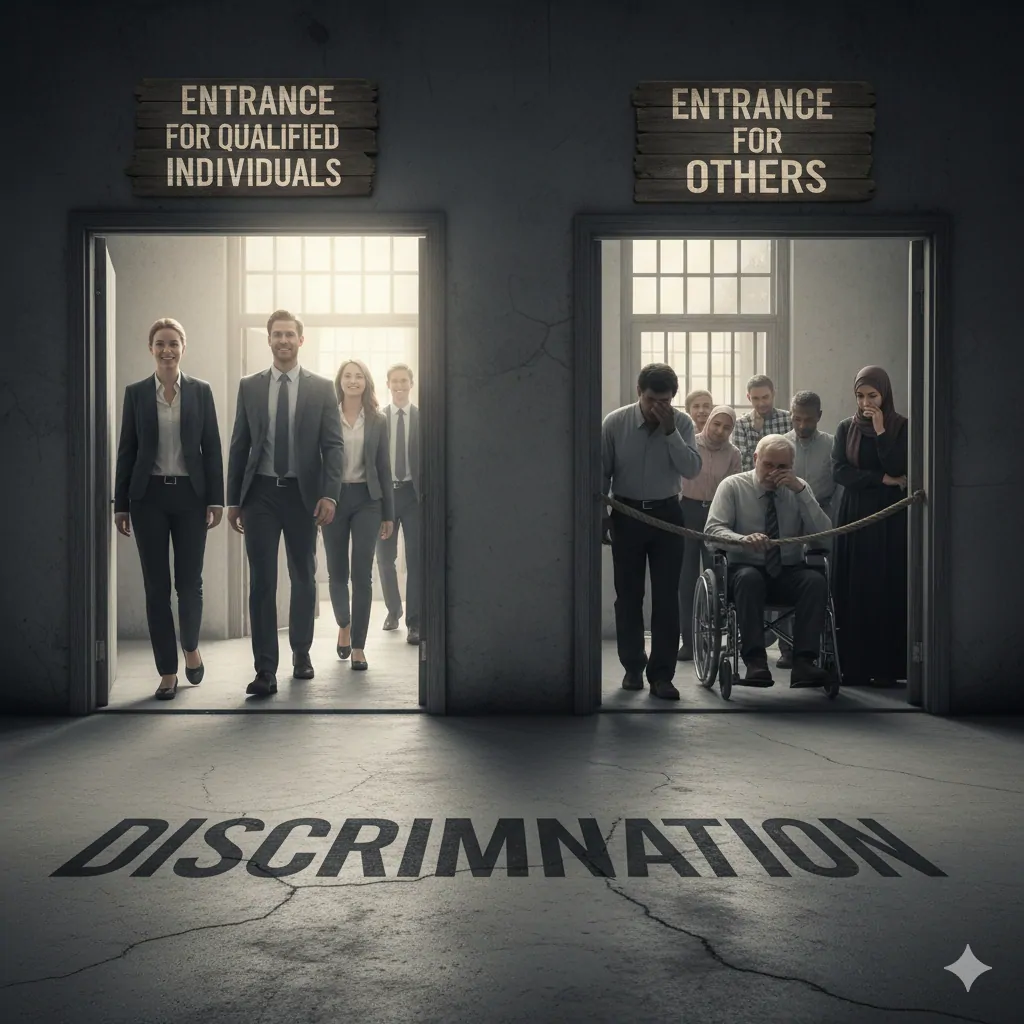 ENTRANCE
FOR QUALIFIED
INDIVIDUALS
ENTRANCE
FOR
OTHERS
DISCRIMNATION